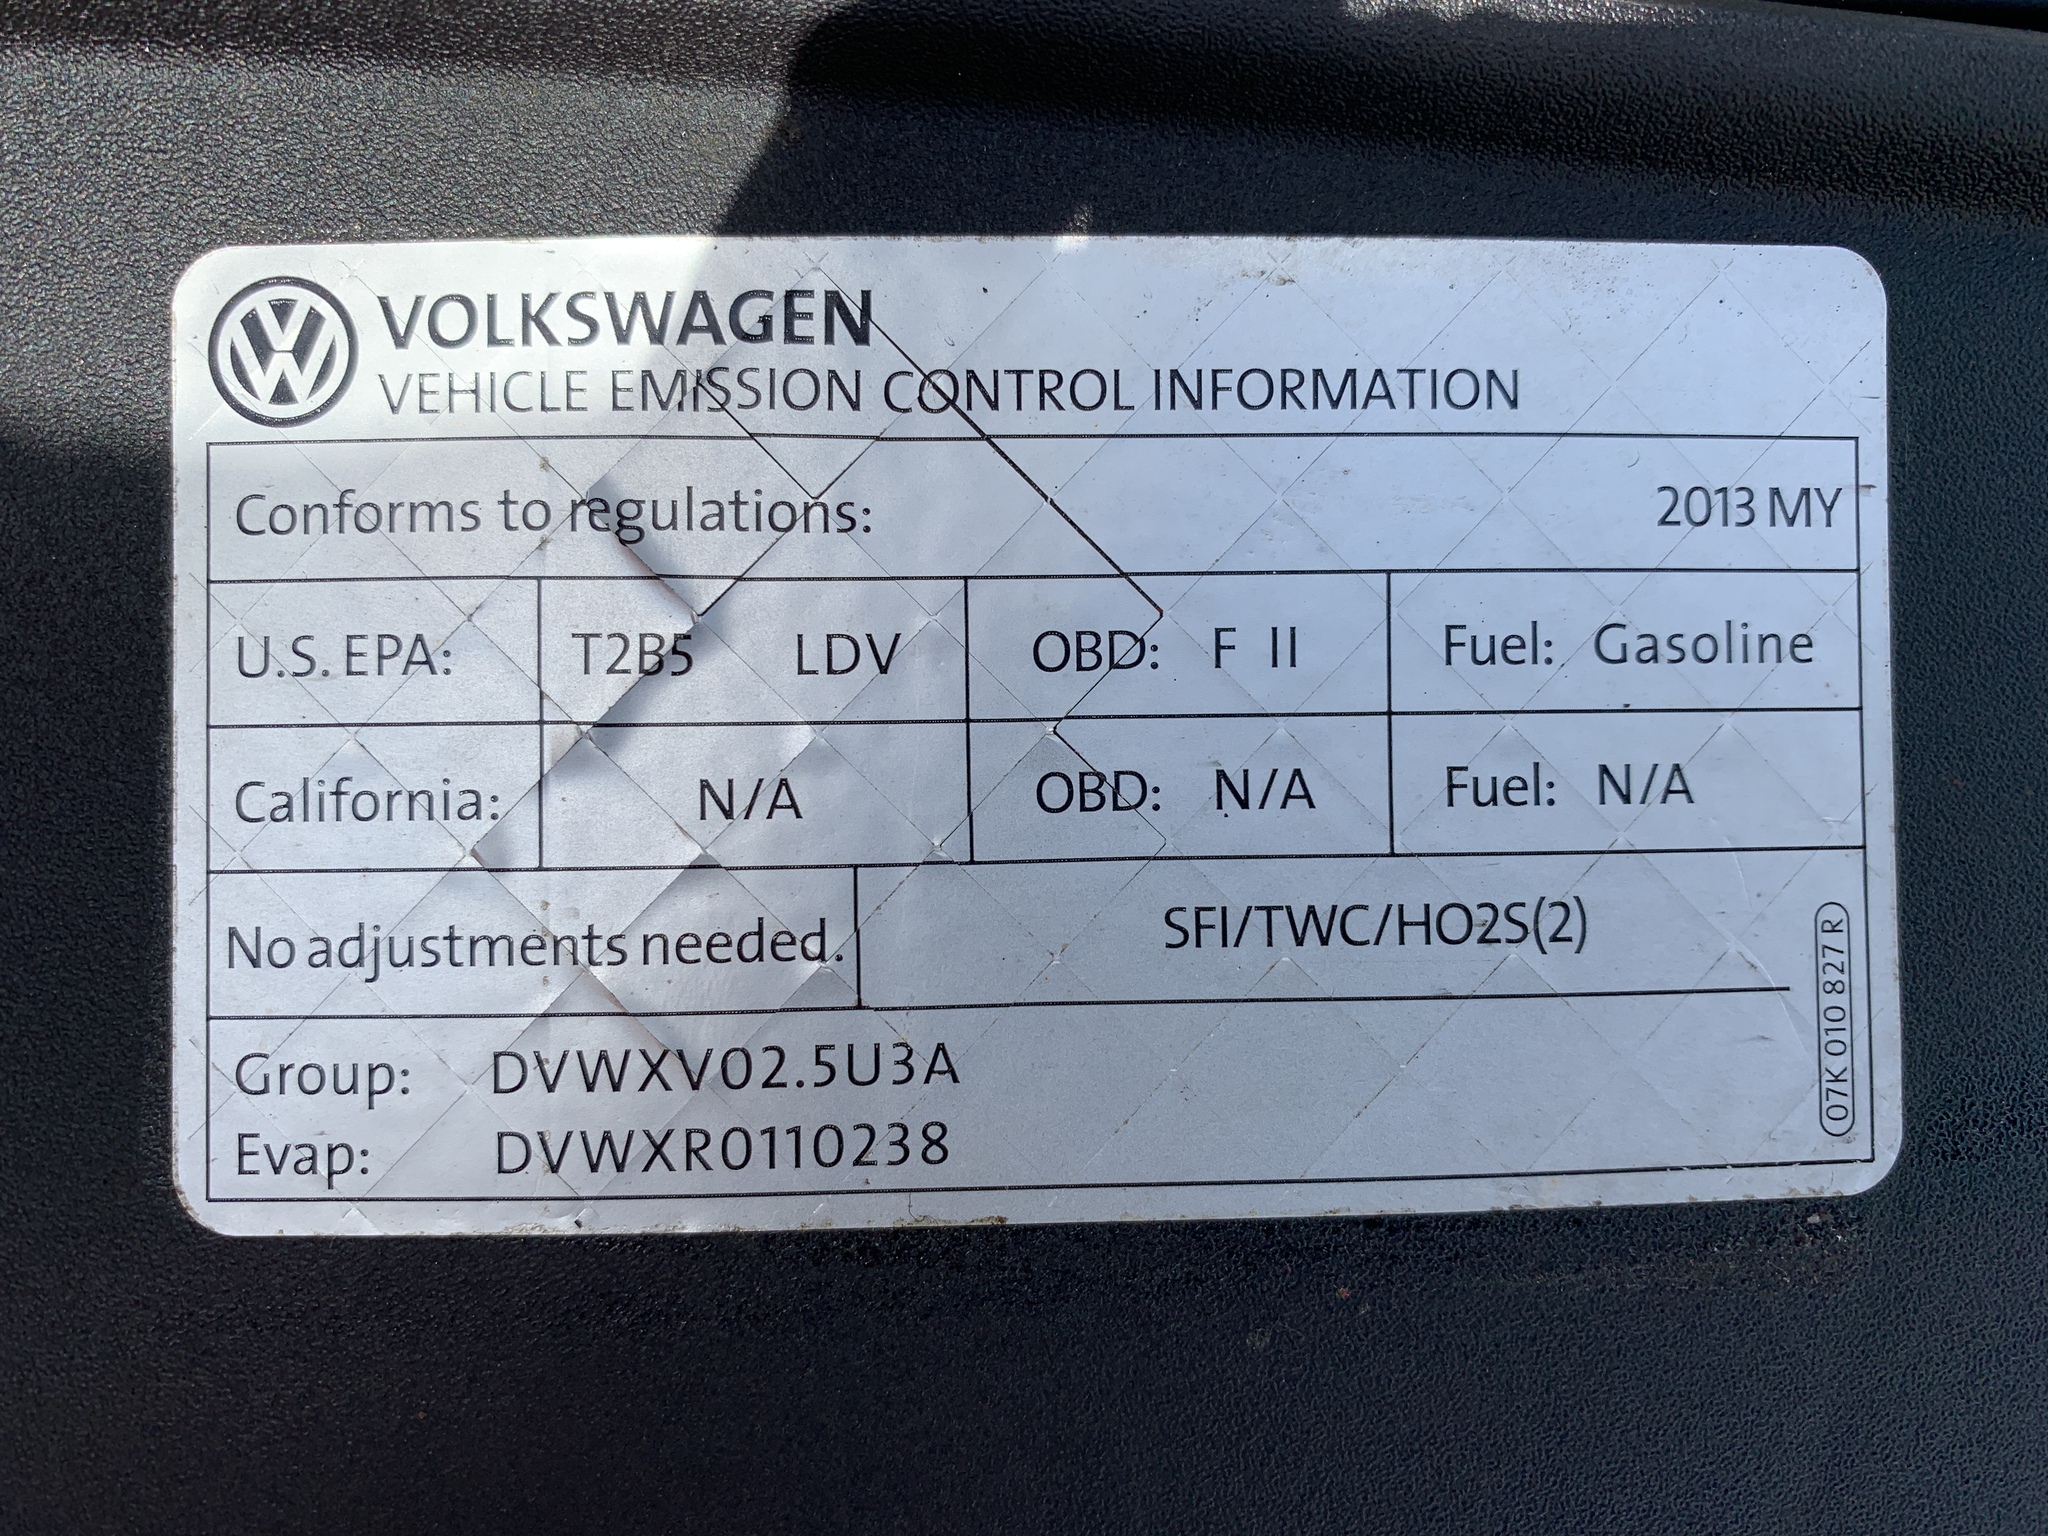 VOLKSWAGEN
VEHICLE EMISSION CONTROL INFORMATION
Conforms to regulations: 2013 MY
U.S. EPA: T2B5 LDV OBD: F II Fuel: Gasoline
California: N/A OBD: N/A Fuel: N/A
No adjustments needed. SFI/TWC/HO2S(2)
Group: DVWXV02.5U3A
Evap: DVWXR0110238
07K 010 827 R